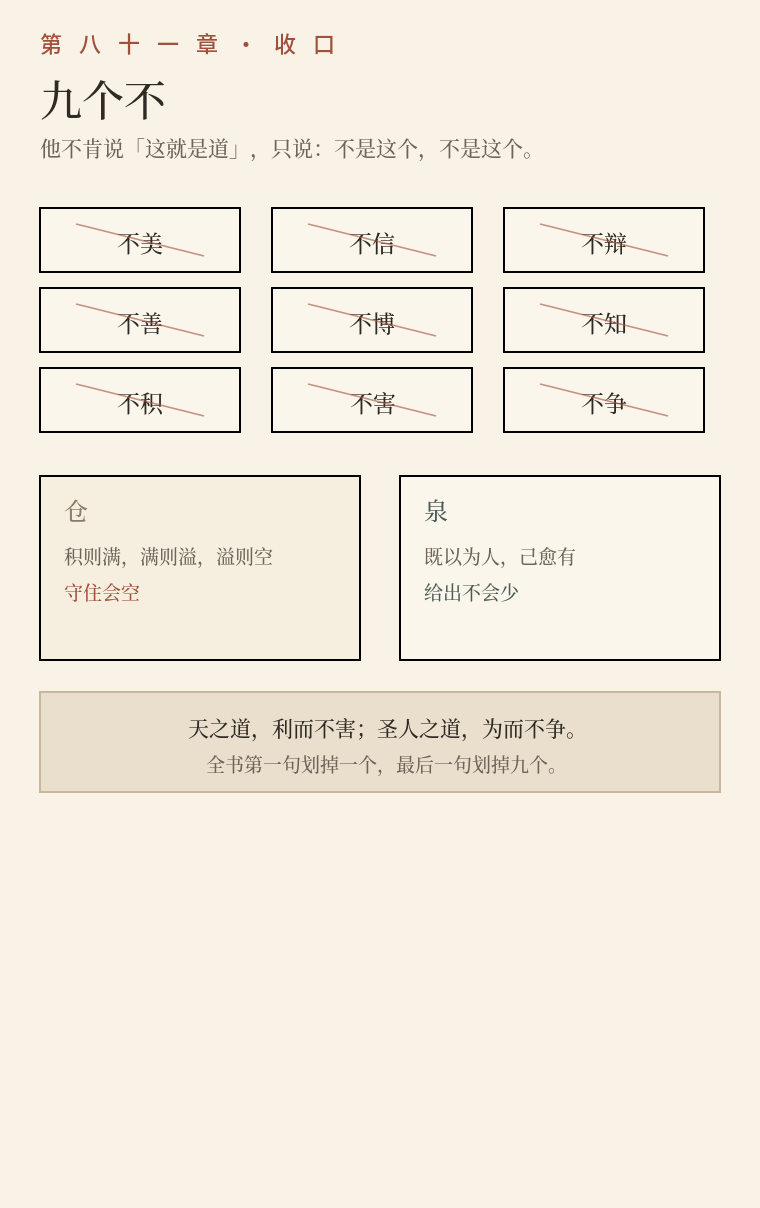 第八十一章·收口
九个不
他不肯说「这就是道」，只说：不是这个，不是这个。
不美 不信 不辩
不善 不博 不知
不积 不害 不争
仓
积则满，满则溢，溢则空
守住会空
泉
既以为人，己愈有
给出不会少
天之道，利而不害；圣人之道，为而不争。
全书第一句划掉一个，最后一句划掉九个。